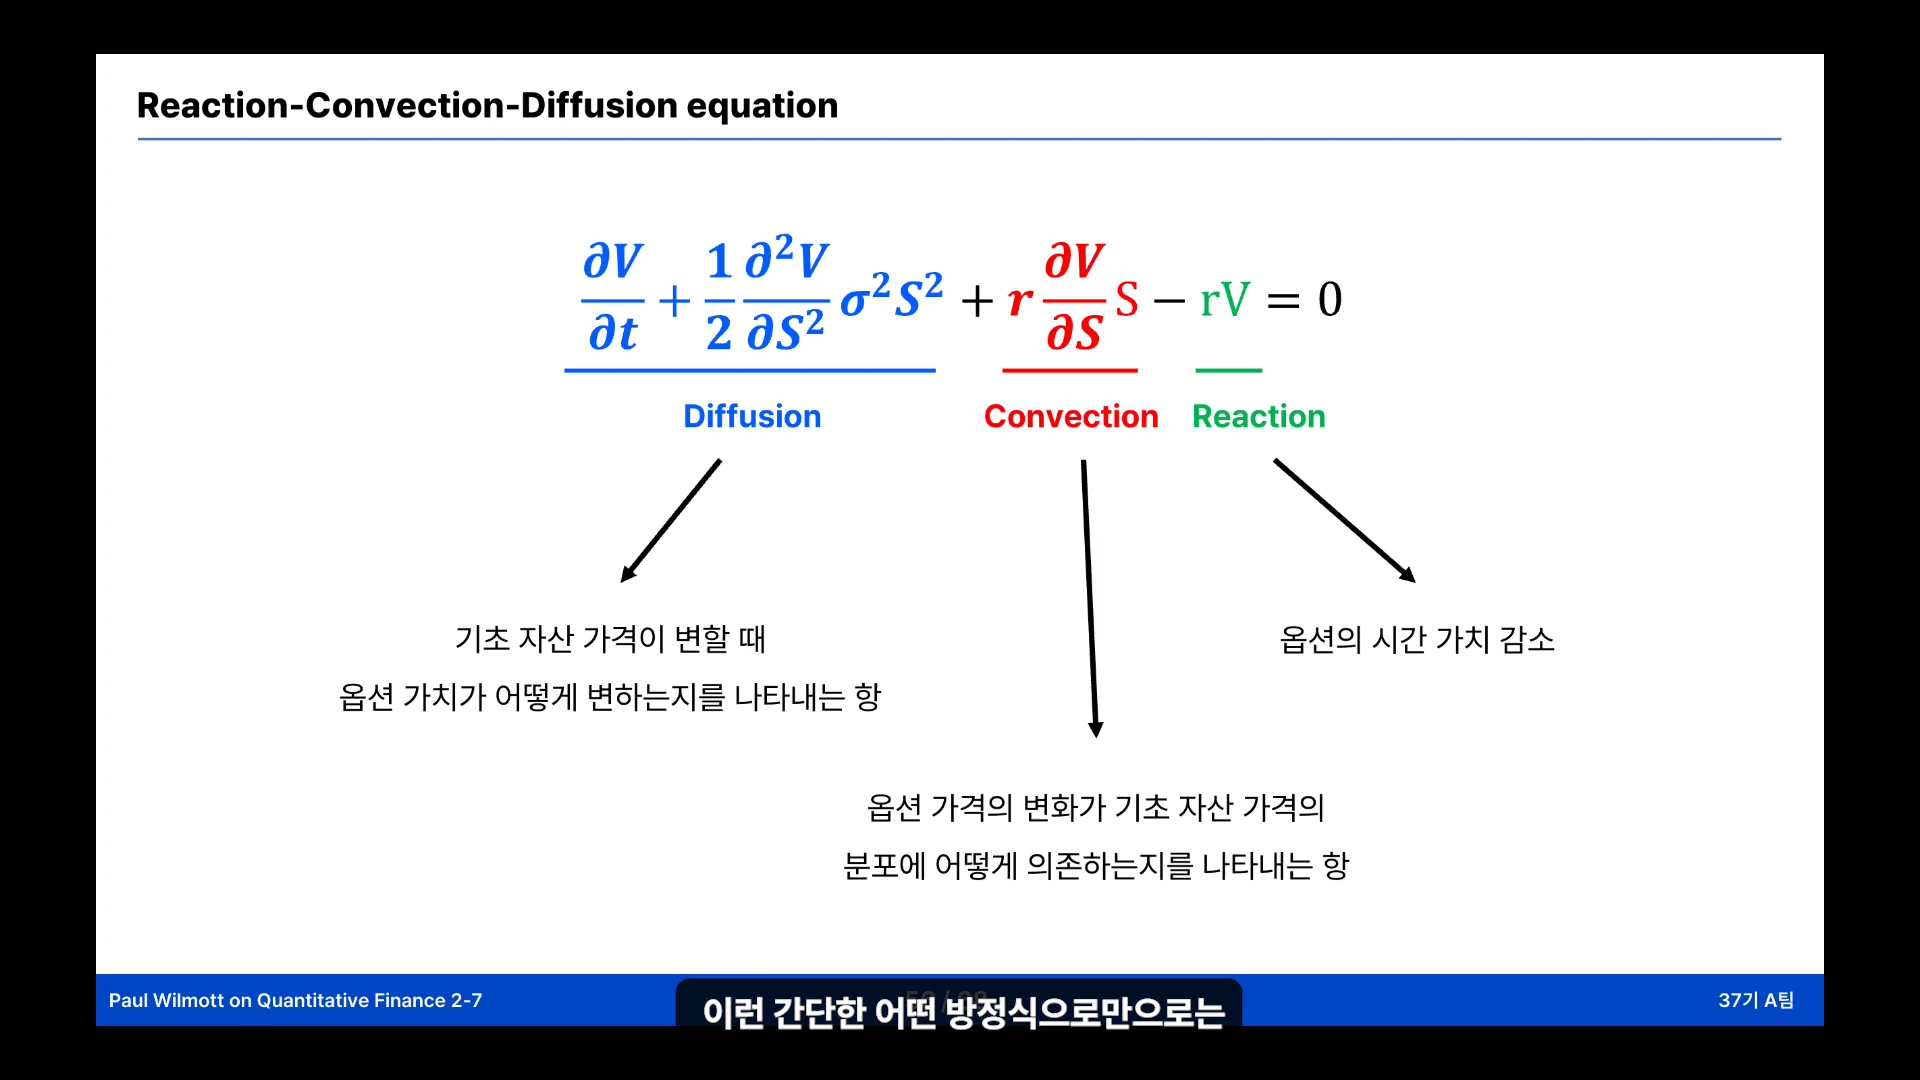 Reaction-Convection-Diffusion equation
∂V/∂t + 1/2 ∂²V/∂S² σ²S² + r ∂V/∂S S − rV = 0
Diffusion Convection Reaction
기초 자산 가격이 변할 때
옵션 가치가 어떻게 변하는지를 나타내는 항
옵션의 시간 가치 감소
옵션 가격의 변화가 기초 자산 가격의
분포에 어떻게 의존하는지를 나타내는 항
Paul Wilmott on Quantitative Finance 2-7
37기 A팀
이런 간단한 어떤 방정식으로만으로는